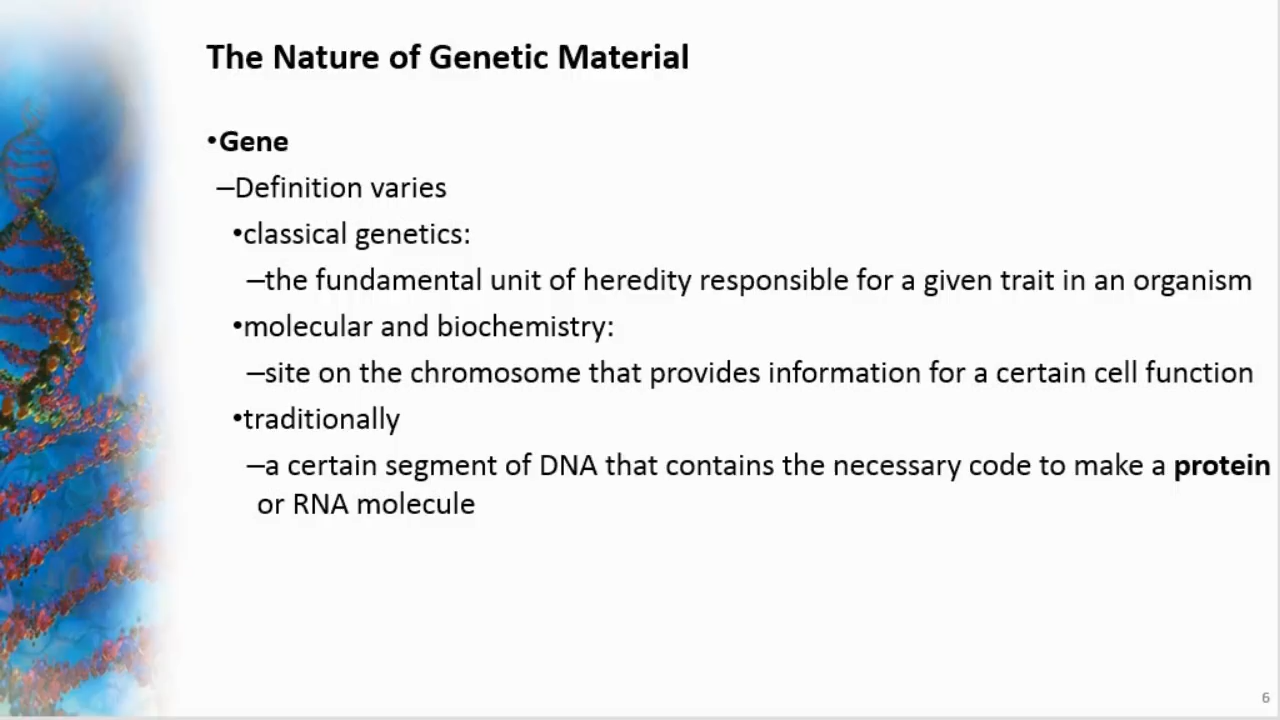 The Nature of Genetic Material
•Gene
–Definition varies
•classical genetics:
–the fundamental unit of heredity responsible for a given trait in an organism
•molecular and biochemistry:
–site on the chromosome that provides information for a certain cell function
•traditionally
–a certain segment of DNA that contains the necessary code to make a protein
or RNA molecule
6